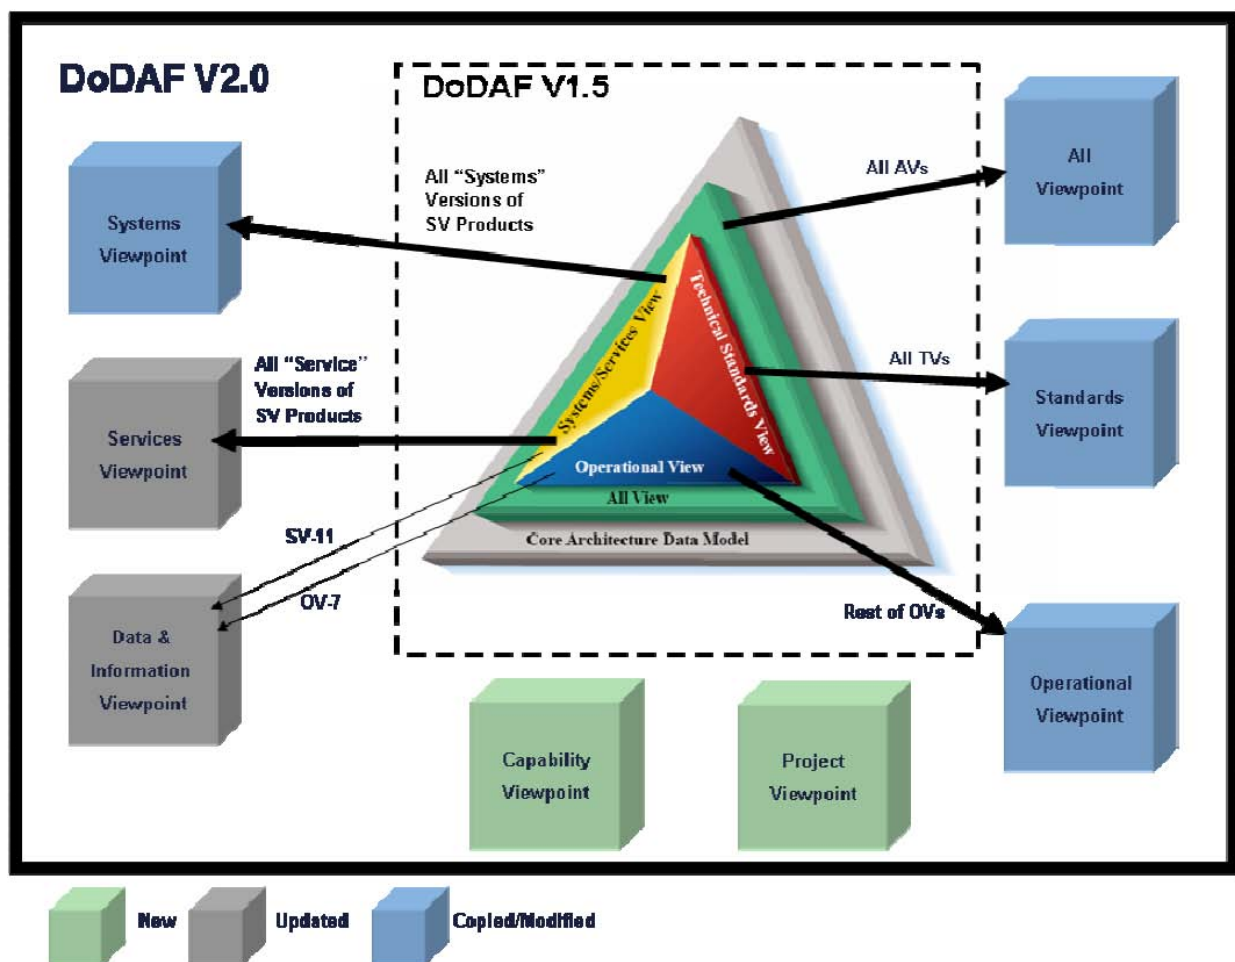 DoDAF V2.0
DoDAF V1.5
All "Systems"
Versions of
SV Products
All AVs
All
Viewpoint
Systems
Viewpoint
Systems/Services View
Technical Standards View
All "Service"
Versions of
SV Products
All TVs
Standards
Viewpoint
Services
Viewpoint
Operational View
All View
Core Architecture Data Model
SV-11
OV-7
Rest of OVs
Data &
Information
Viewpoint
Operational
Viewpoint
Capability
Viewpoint
Project
Viewpoint
New
Updated
Copied/Modified